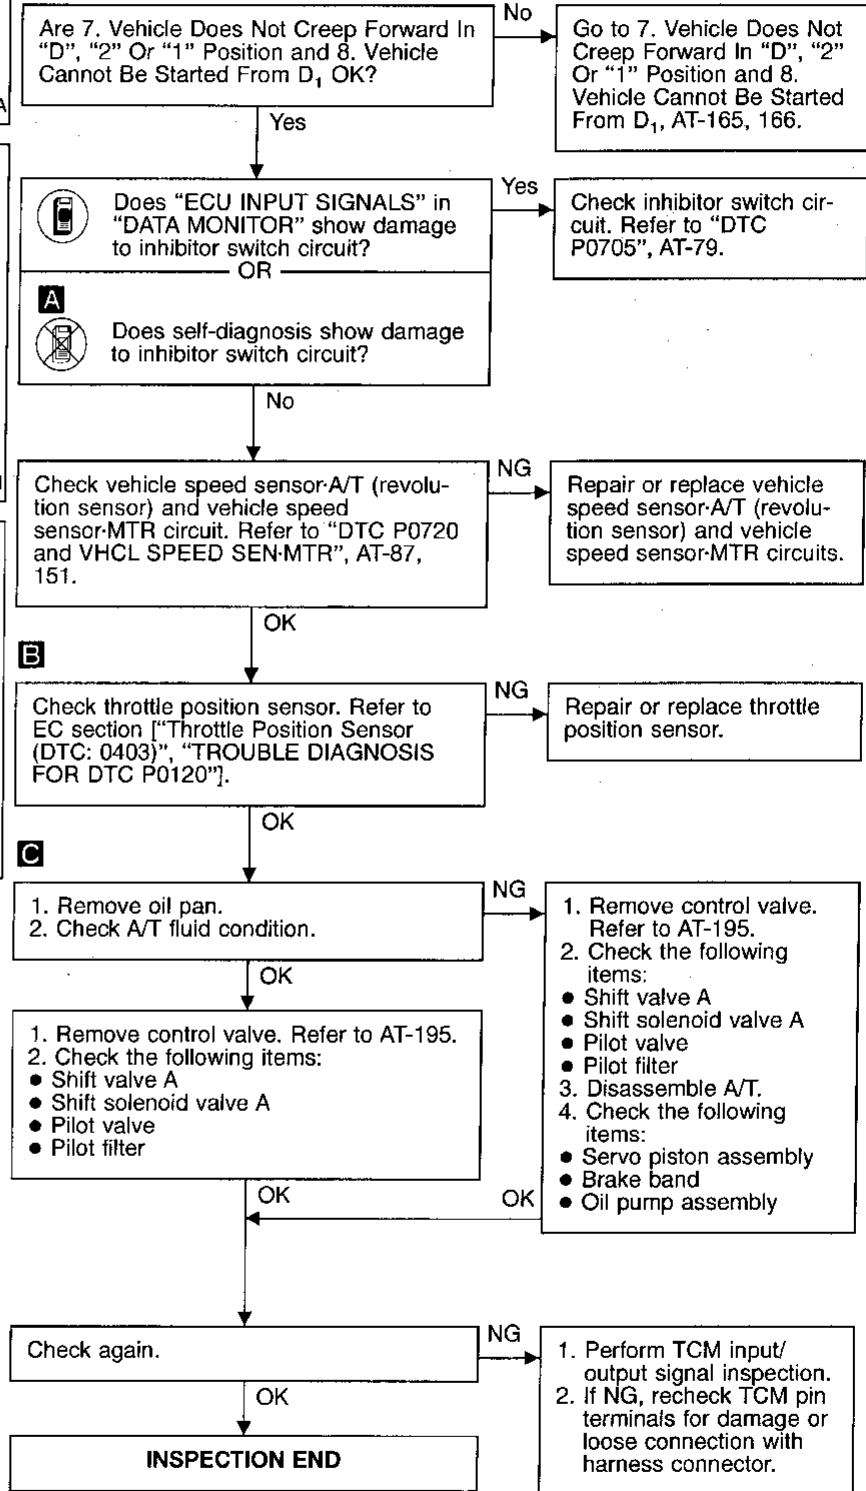 Are 7. Vehicle Does Not Creep Forward In
“D”, “2” Or “1” Position and 8. Vehicle
Cannot Be Started From D1 OK?
No
Go to 7. Vehicle Does Not
Creep Forward In “D”, “2”
Or “1” Position and 8.
Vehicle Cannot Be Started
From D1, AT-165, 166.
Yes
Does “ECU INPUT SIGNALS” in
“DATA MONITOR” show damage
to inhibitor switch circuit?
OR
A
Does self-diagnosis show damage
to inhibitor switch circuit?
Yes
Check inhibitor switch cir-
cuit. Refer to “DTC
P0705”, AT-79.
No
Check vehicle speed sensor·A/T (revolu-
tion sensor) and vehicle speed
sensor·MTR circuit. Refer to “DTC P0720
and VHCL SPEED SEN·MTR”, AT-87,
151.
NG
Repair or replace vehicle
speed sensor·A/T (revolu-
tion sensor) and vehicle
speed sensor·MTR circuits.
OK
B
Check throttle position sensor. Refer to
EC section [“Throttle Position Sensor
(DTC: 0403)”, “TROUBLE DIAGNOSIS
FOR DTC P0120”].
NG
Repair or replace throttle
position sensor.
OK
C
1. Remove oil pan.
2. Check A/T fluid condition.
NG
1. Remove control valve.
Refer to AT-195.
2. Check the following
items:
● Shift valve A
● Shift solenoid valve A
● Pilot valve
● Pilot filter
3. Disassemble A/T.
4. Check the following
items:
● Servo piston assembly
● Brake band
● Oil pump assembly
OK
1. Remove control valve. Refer to AT-195.
2. Check the following items:
● Shift valve A
● Shift solenoid valve A
● Pilot valve
● Pilot filter
OK
OK
Check again.
NG
1. Perform TCM input/
output signal inspection.
2. If NG, recheck TCM pin
terminals for damage or
loose connection with
harness connector.
OK
INSPECTION END